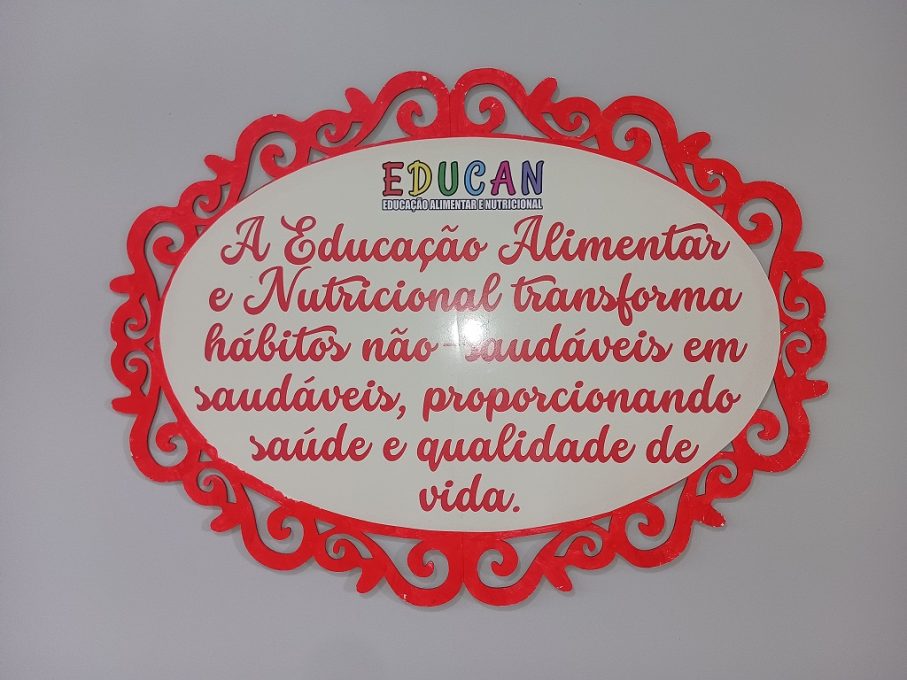 EDUCAN
EDUCAÇÃO ALIMENTAR E NUTRICIONAL
A Educação Alimentar
e Nutricional transforma
hábitos não-saudáveis em
saudáveis, proporcionando
saúde e qualidade de
vida.